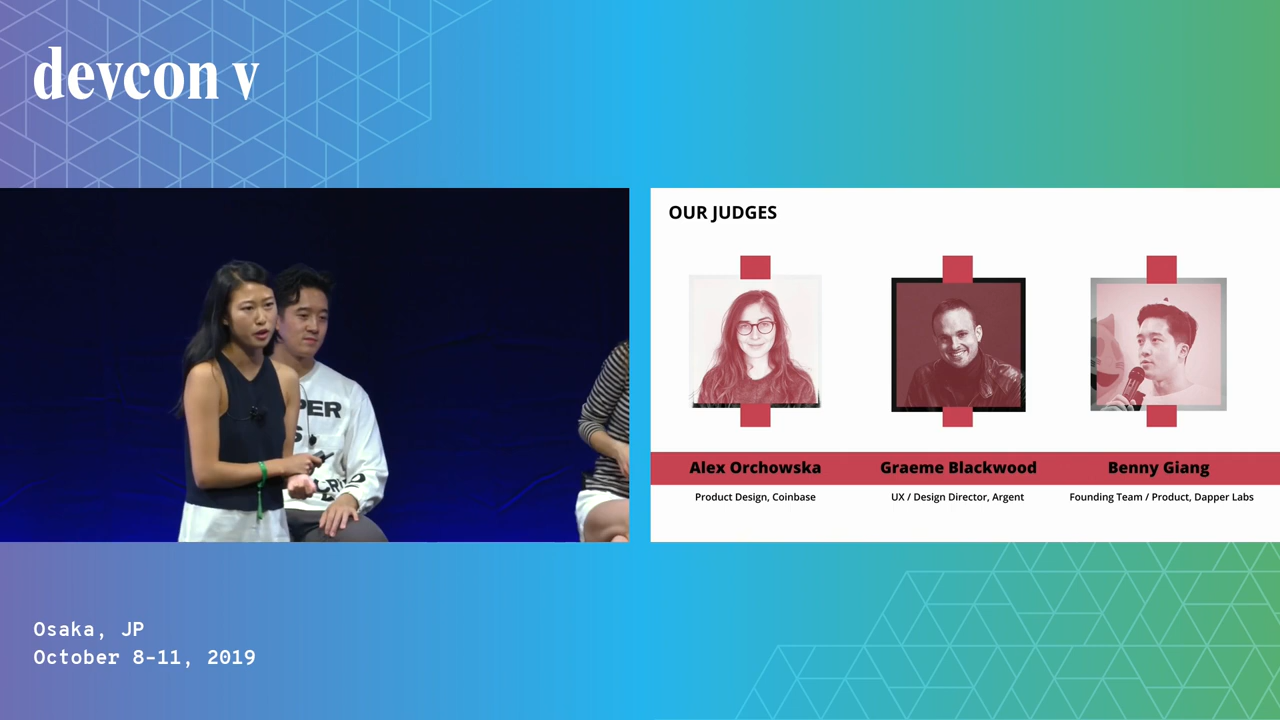 devcon v
OUR JUDGES
Alex Orchowska
Product Design, Coinbase
Graeme Blackwood
UX / Design Director, Argent
Benny Giang
Founding Team / Product, Dapper Labs
Osaka, JP
October 8-11, 2019